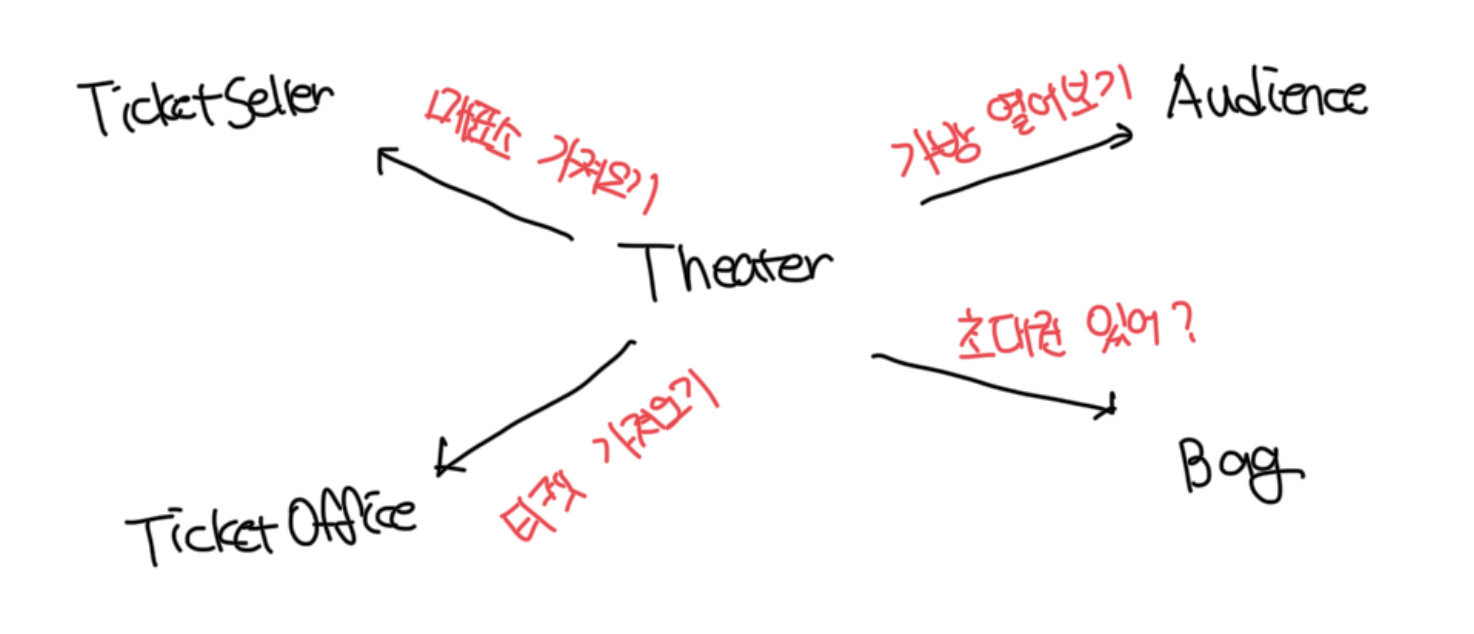 TicketSeller
매표소 가져오기
가방 열어보기
Audience
Theater
초대권 있어?
티켓 가져오기
Bag
TicketOffice